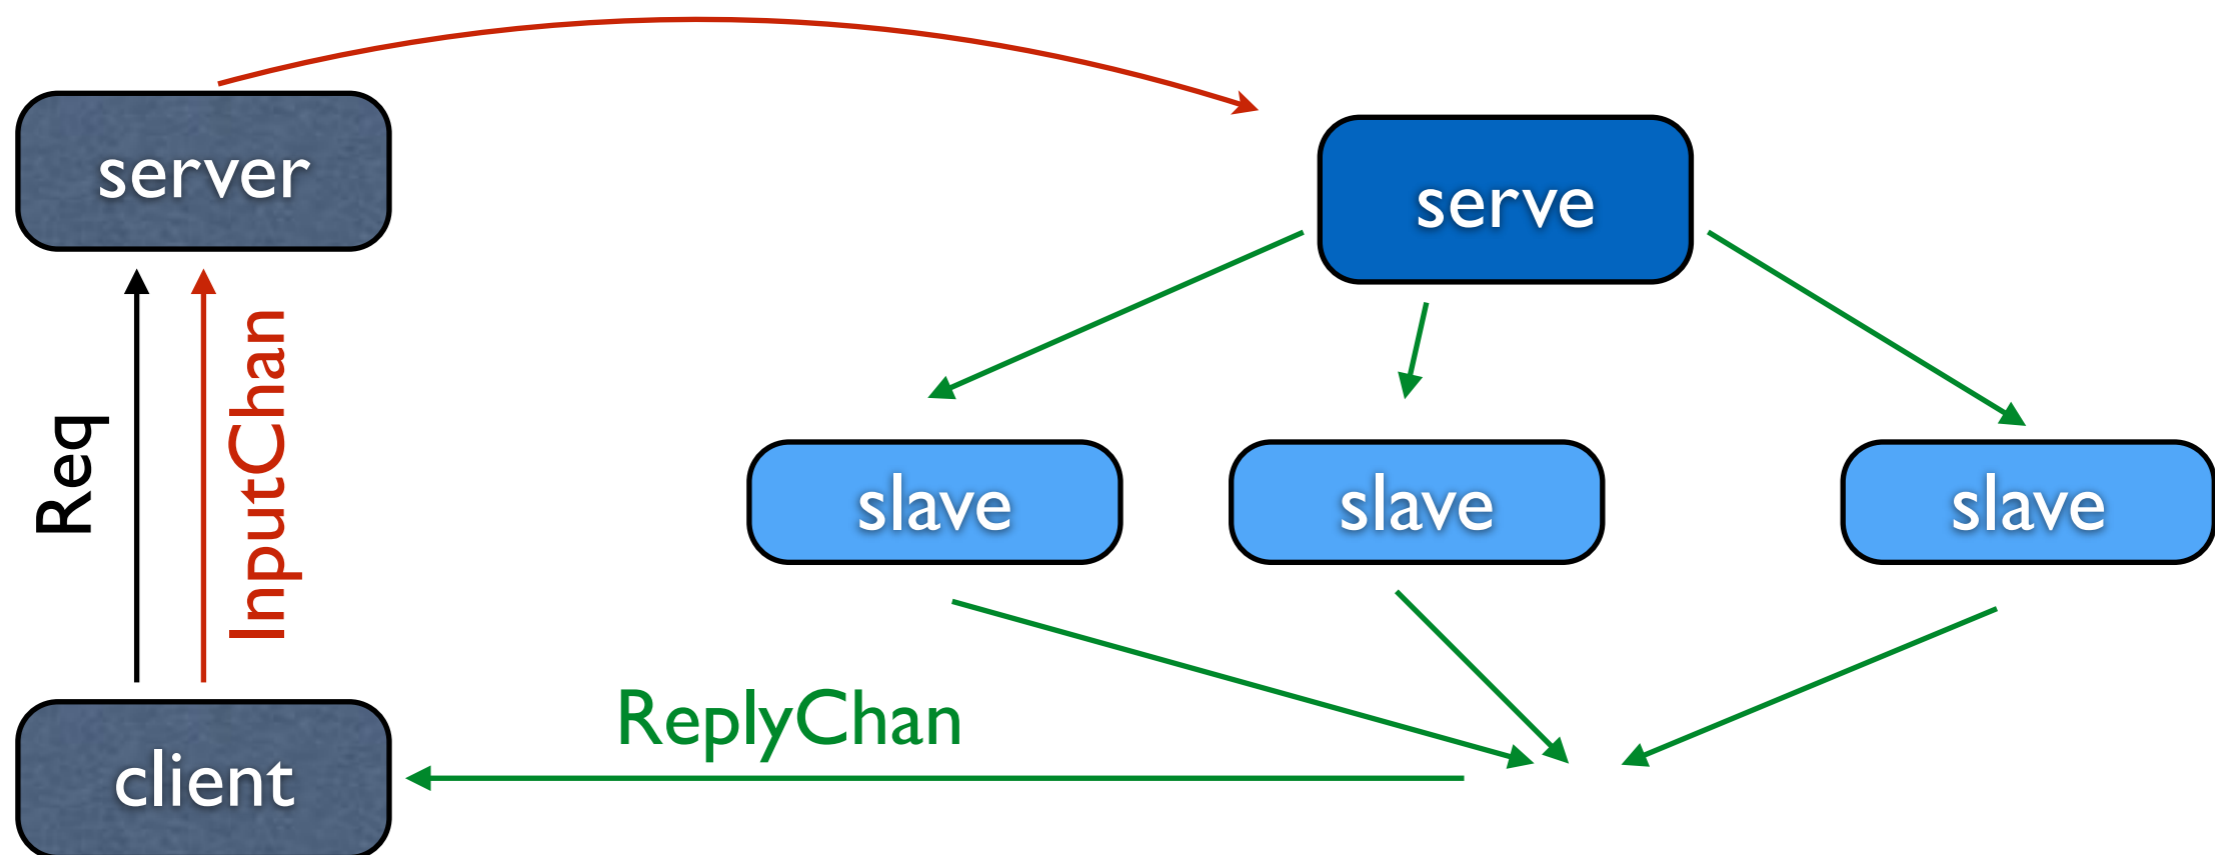 server
serve
Req
InputChan
slave
slave
slave
ReplyChan
client